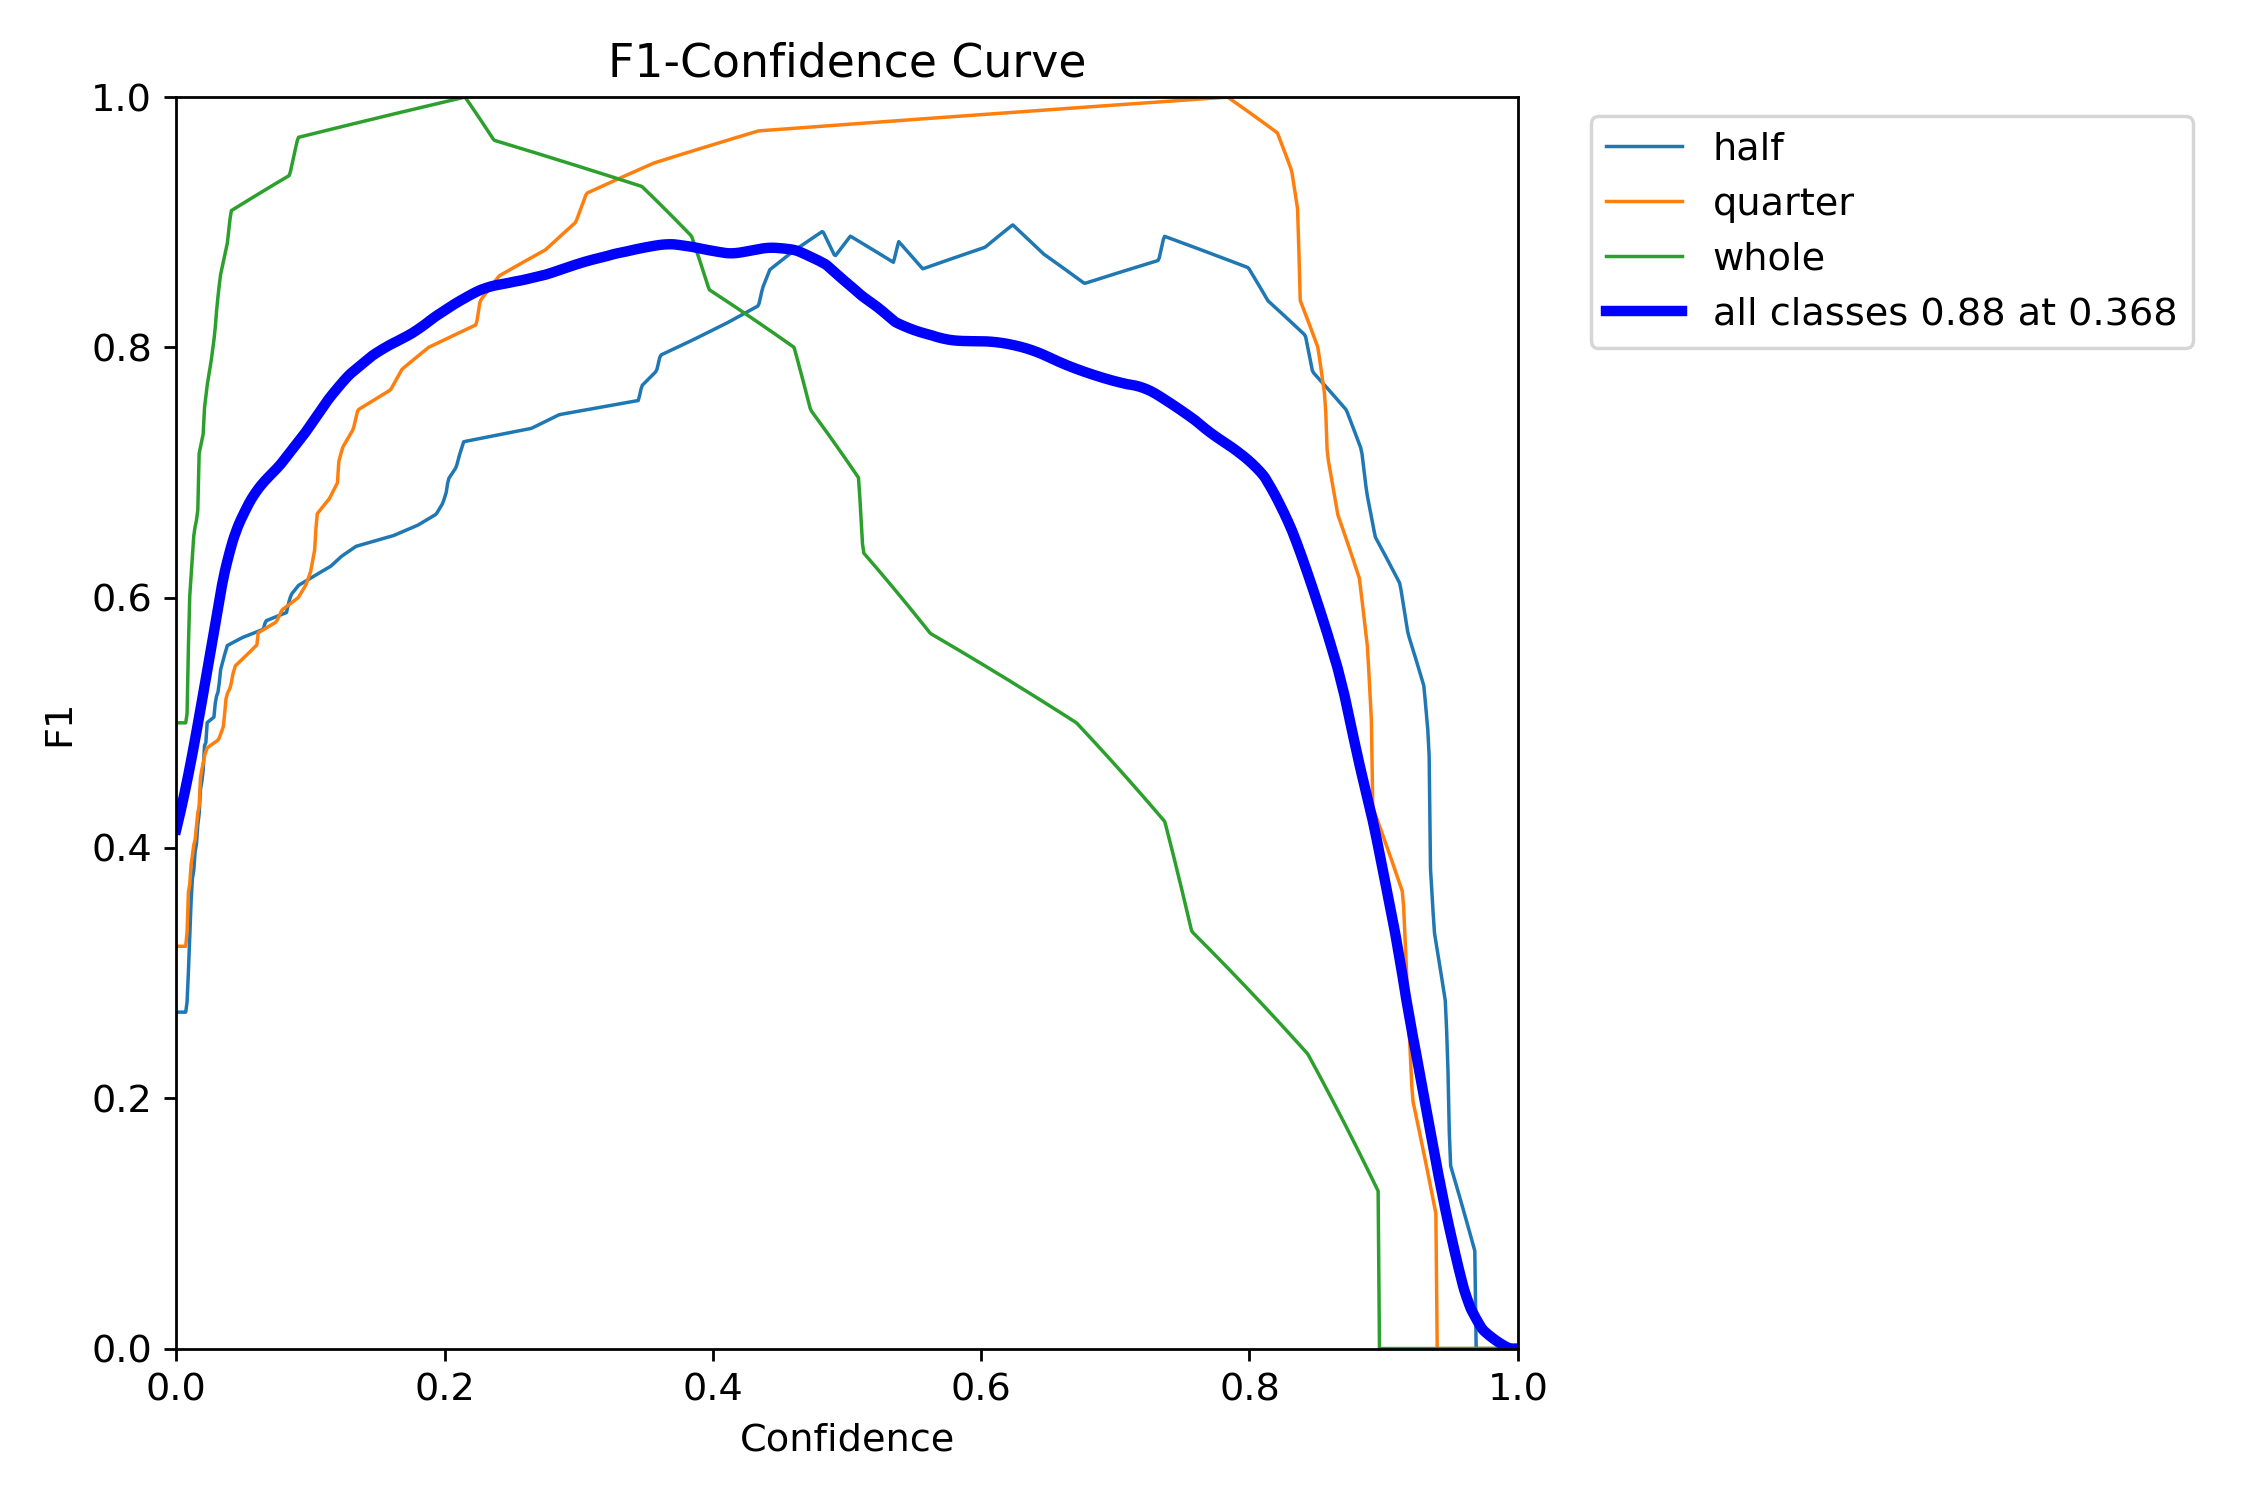 F1-Confidence Curve
1.0
0.8
0.6
0.4
0.2
0.0
F1
0.0 0.2 0.4 0.6 0.8 1.0
Confidence
half
quarter
whole
all classes 0.88 at 0.368